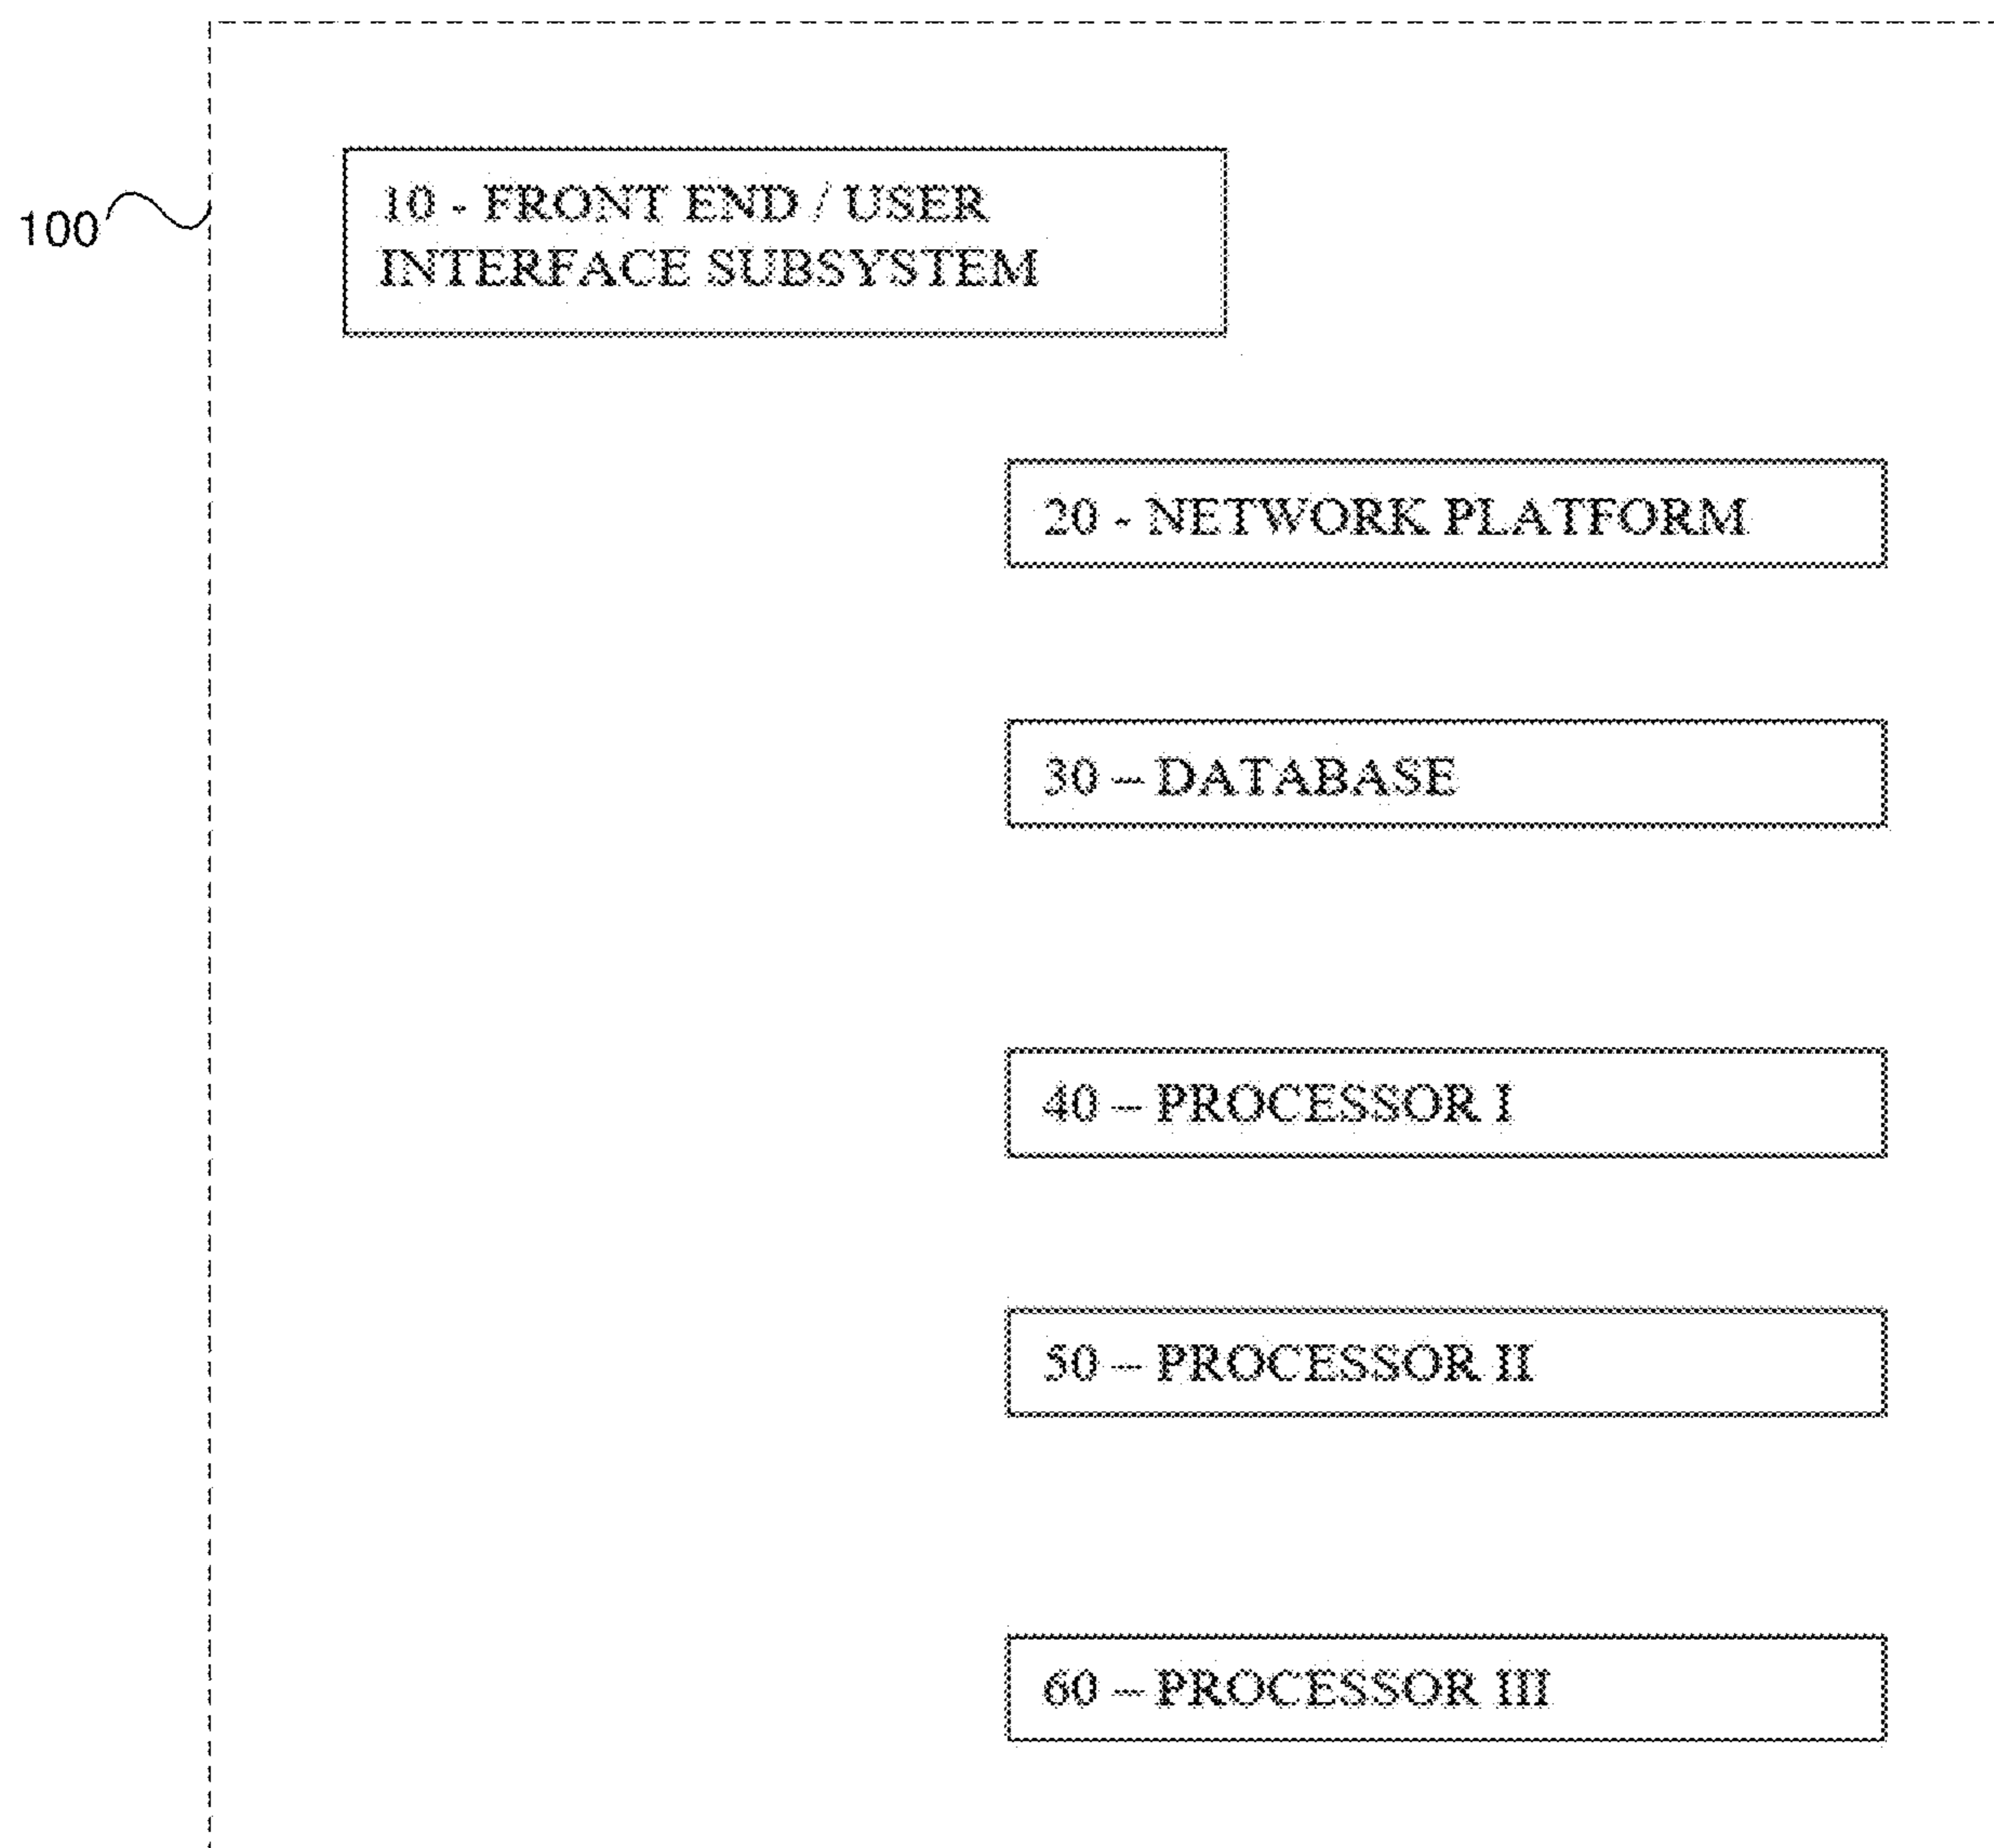 100
10 - FRONT END / USER
INTERFACE SUBSYSTEM
20 - NETWORK PLATFORM
30 – DATABASE
40 – PROCESSOR I
50 – PROCESSOR II
60 – PROCESSOR III